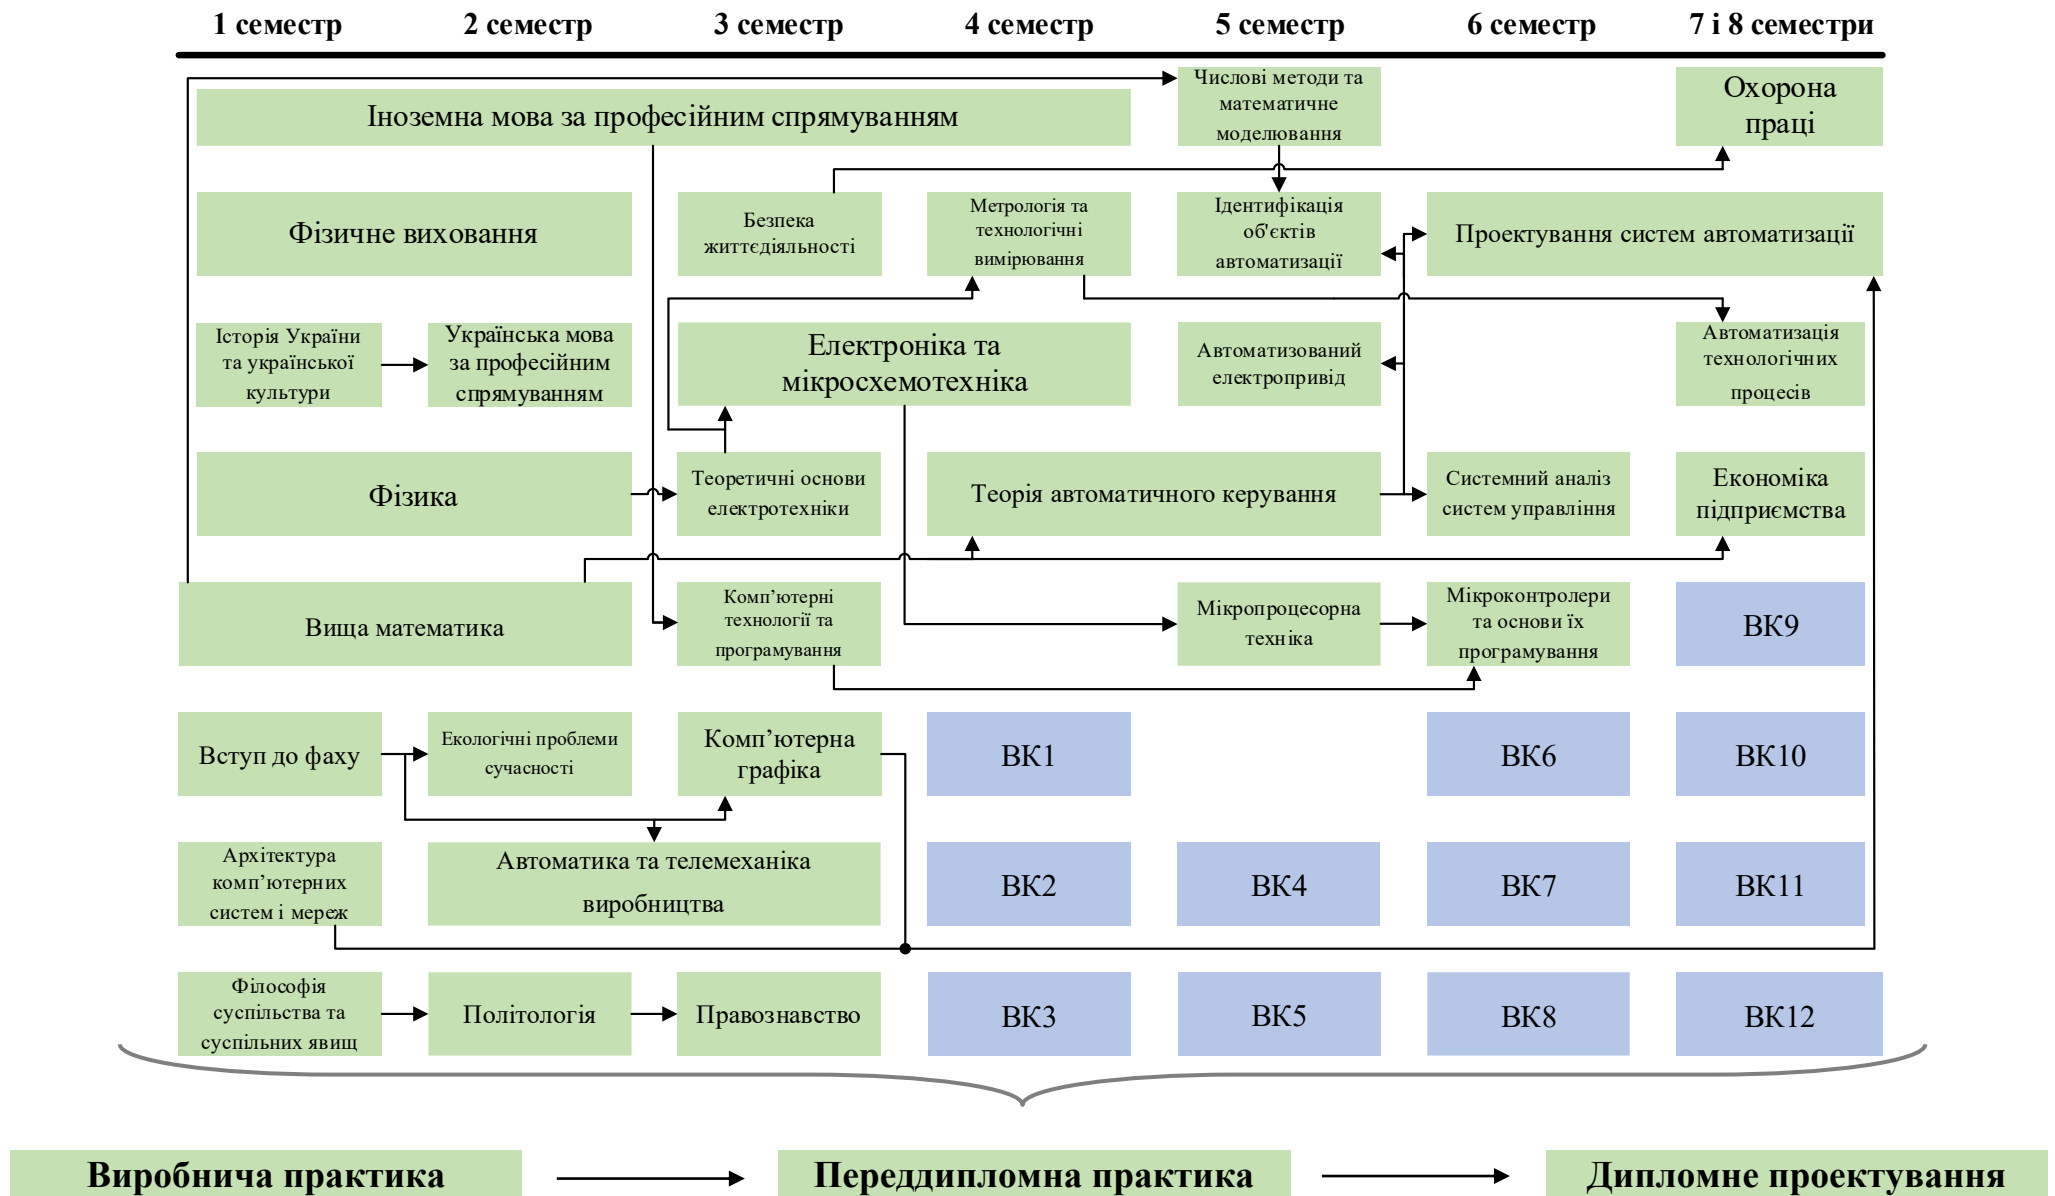 1 семестр
2 семестр
3 семестр
4 семестр
5 семестр
6 семестр
7 і 8 семестри
Іноземна мова за професійним спрямуванням
Числові методи та
математичне
моделювання
Охорона
праці
Фізичне виховання
Безпека
життєдіяльності
Метрологія та
технологічні
вимірювання
Ідентифікація
об'єктів
автоматизації
Проектування систем автоматизації
Історія України
та української
культури
Українська мова
за професійним
спрямуванням
Електроніка та
мікросхемотехніка
Автоматизований
електропривід
Автоматизація
технологічних
процесів
Фізика
Теоретичні основи
електротехніки
Теорія автоматичного керування
Системний аналіз
систем управління
Економіка
підприємства
Вища математика
Комп’ютерні
технології та
програмування
Мікропроцесорна
техніка
Мікроконтролери
та основи їх
програмування
ВК9
Вступ до фаху
Екологічні проблеми
сучасності
Комп’ютерна
графіка
ВК1
ВК6
ВК10
Архітектура
комп’ютерних
систем і мереж
Автоматика та телемеханіка
виробництва
ВК2
ВК4
ВК7
ВК11
Філософія
суспільства та
суспільних явищ
Політологія
Правознавство
ВК3
ВК5
ВК8
ВК12
Виробнича практика
Переддипломна практика
Дипломне проектування